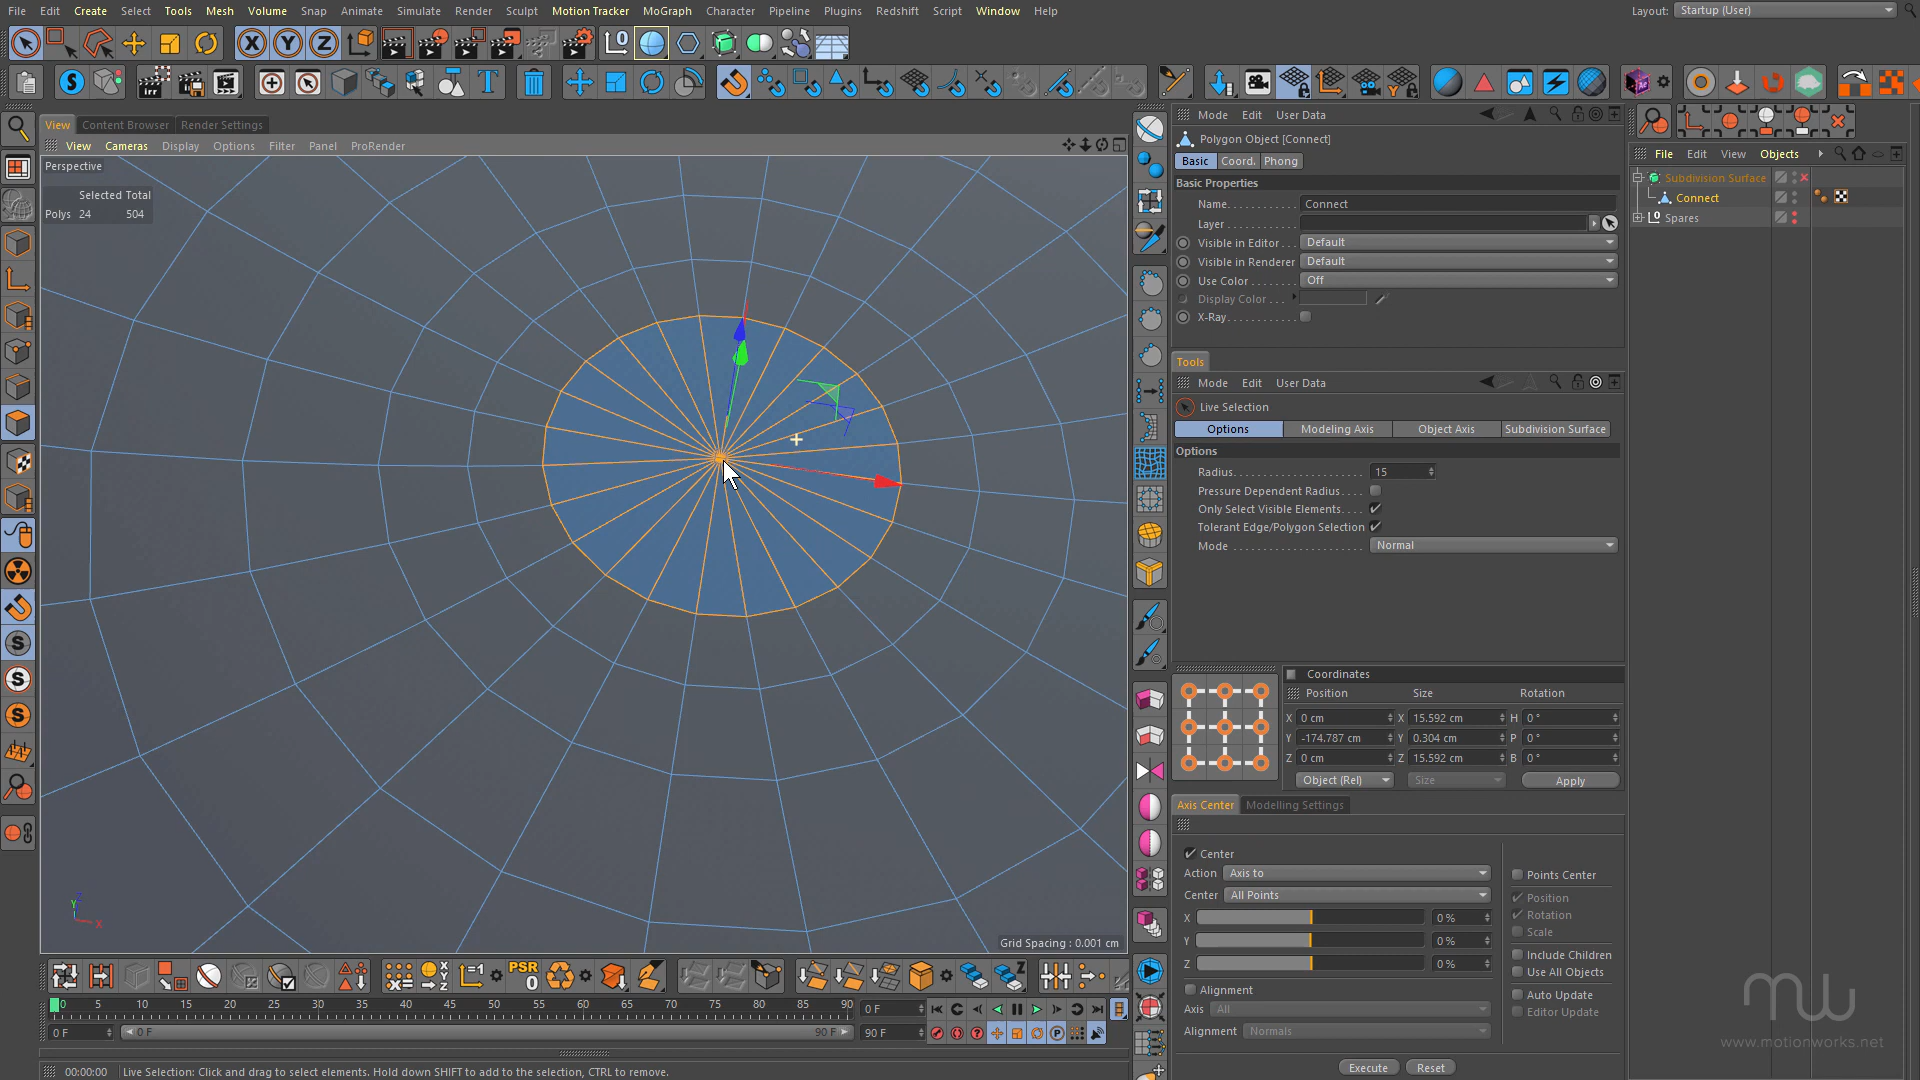 File Edit Create Select Tools Mesh Volume Snap Animate Simulate Render Sculpt Motion Tracker MoGraph Character Pipeline Plugins Redshift Script Window Help Layout: Startup (User)
View Content Browser Render Settings
View Cameras Display Options Filter Panel ProRender
Perspective
Selected Total
Polys 24 504
Grid Spacing : 0.001 cm
Mode Edit User Data
Polygon Object [Connect]
Basic Coord. Phong
Basic Properties
Name. . . . . . . . . . . Connect
Layer . . . . . . . . . . .
Visible in Editor . . . Default
Visible in Renderer Default
Use Color . . . . . . . Off
Display Color . . .
X-Ray. . . . . . . . . . .
Tools
Mode Edit User Data
Live Selection
Options Modeling Axis Object Axis Subdivision Surface
Options
Radius. . . . . . . . . . . . . . . . . . . 15
Pressure Dependent Radius. . . .
Only Select Visible Elements. . . .
Tolerant Edge/Polygon Selection
Mode . . . . . . . . . . . . . . . . . . . Normal
Coordinates
Position Size Rotation
X 0 cm X 15.592 cm H 0 °
Y -174.787 cm Y 0.304 cm P 0 °
Z 0 cm Z 15.592 cm B 0 °
Object (Rel) Size Apply
Axis Center Modelling Settings
Center
Action Axis to
Center All Points
X 0 %
Y 0 %
Z 0 %
Alignment
Axis All
Alignment Normals
Points Center
Position
Rotation
Scale
Include Children
Use All Objects
Auto Update
Editor Update
Execute Reset
File Edit View Objects
Subdivision Surface
Connect
Spares
PSR
0
0 5 10 15 20 25 30 35 40 45 50 55 60 65 70 75 80 85 90 0 F
0 F 0 F 90 F 90 F
00:00:00 Live Selection: Click and drag to select elements. Hold down SHIFT to add to the selection, CTRL to remove.
mw
www.motionworks.net